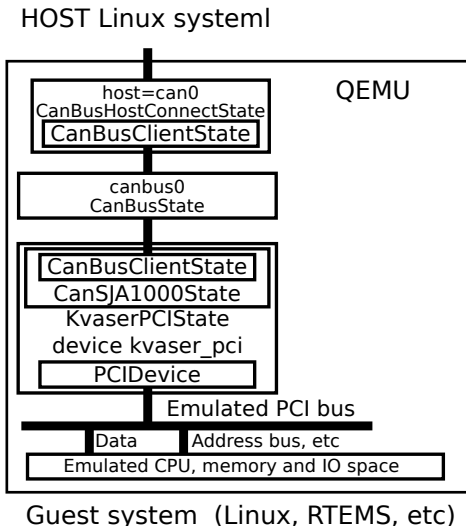 HOST Linux systeml
QEMU
host=can0
CanBusHostConnectState
CanBusClientState
canbus0
CanBusState
CanBusClientState
CanSJA1000State
KvaserPCIState
device kvaser_pci
PCIDevice
Emulated PCI bus
Data
Address bus, etc
Emulated CPU, memory and IO space
Guest system (Linux, RTEMS, etc)